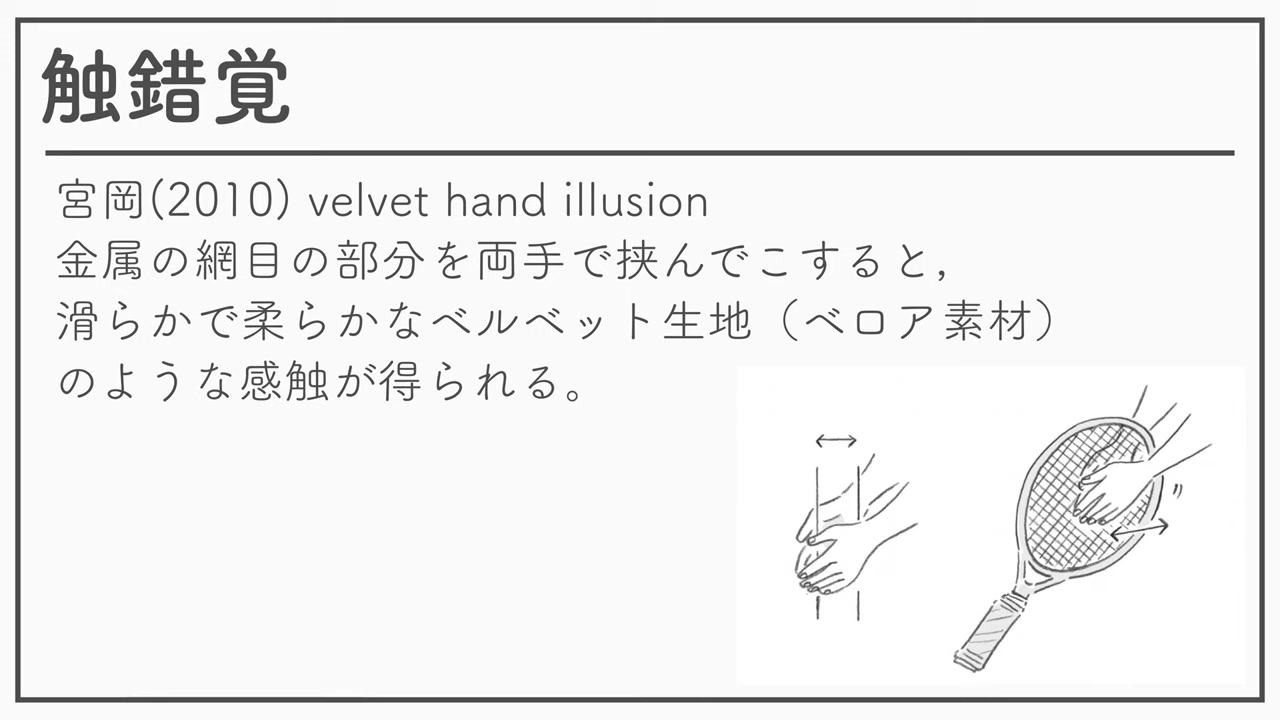 触錯覚
宮岡(2010) velvet hand illusion
金属の網目の部分を両手で挟んでこすると,
滑らかで柔らかなベルベット生地（ベロア素材）
のような感触が得られる。